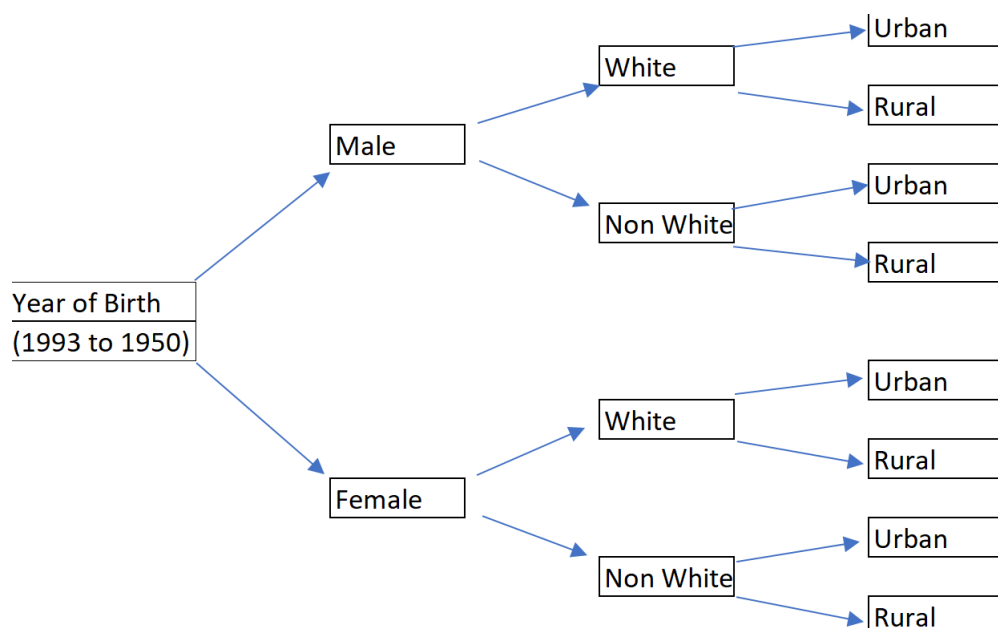 Urban
White
Rural
Male
Urban
Non White
Rural
Year of Birth
(1993 to 1950)
Urban
White
Rural
Female
Urban
Non White
Rural